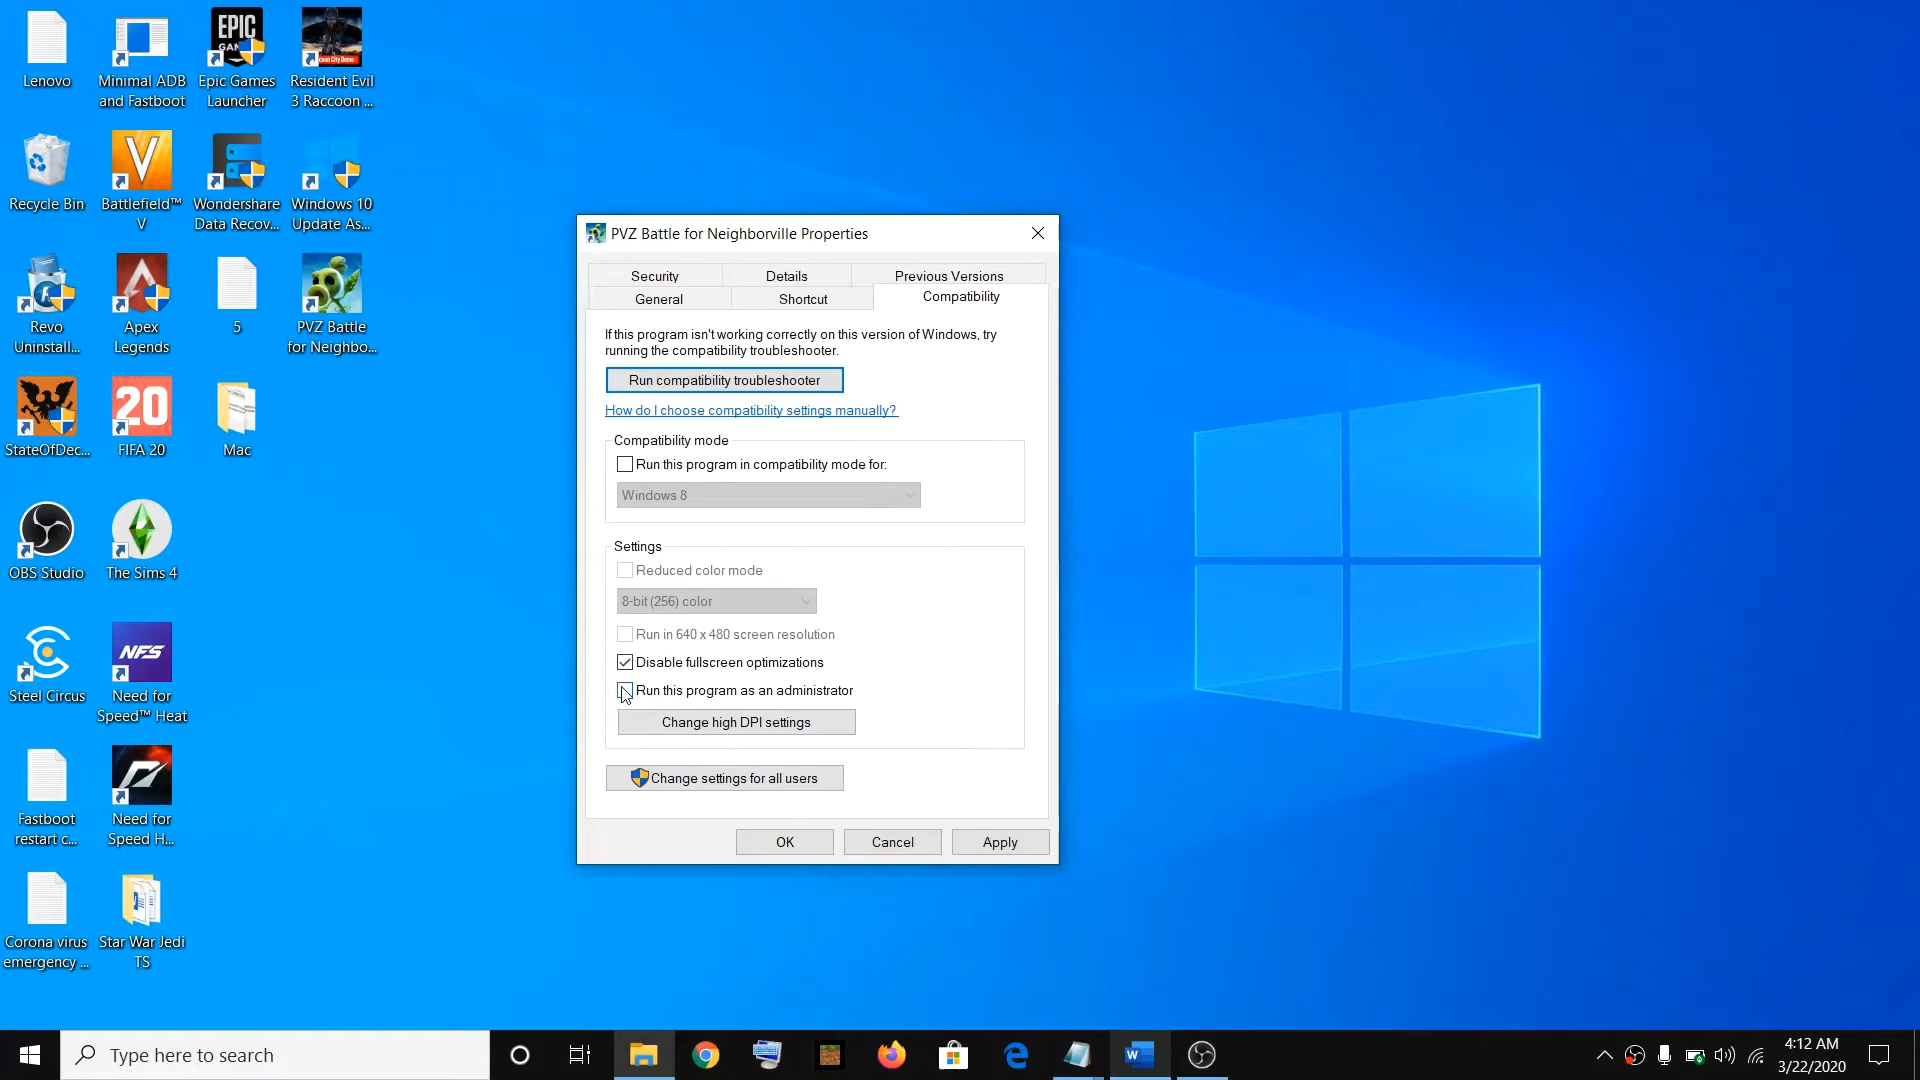 Lenovo
Minimal ADB
and Fastboot
EPIC
GAMES
Epic Games
Launcher
Resident Evil
3 Raccoon ...
Recycle Bin
Battlefield™
V
Wondershare
Data Recov...
Windows 10
Update As...
Revo
Uninstall...
Apex
Legends
5
PVZ Battle
for Neighbo...
StateOfDec...
20
FIFA 20
Mac
OBS Studio
The Sims 4
Steel Circus
NFS
Need for
Speed™ Heat
Fastboot
restart c...
Need for
Speed H...
Corona virus
emergency ...
Star War Jedi
TS
PVZ Battle for Neighborville Properties
Security
Details
Previous Versions
General
Shortcut
Compatibility
If this program isn't working correctly on this version of Windows, try
running the compatibility troubleshooter.
Run compatibility troubleshooter
How do I choose compatibility settings manually?
Compatibility mode
Run this program in compatibility mode for:
Windows 8
Settings
Reduced color mode
8-bit (256) color
Run in 640 x 480 screen resolution
Disable fullscreen optimizations
Run this program as an administrator
Change high DPI settings
Change settings for all users
OK
Cancel
Apply
Type here to search
4:12 AM
3/22/2020